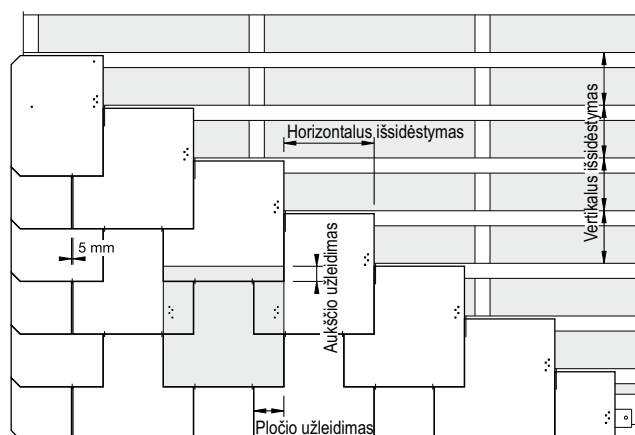 Horizontalus išsidėstymas
Vertikalus išsidėstymas
5 mm
Aukščio užleidimas
Pločio užleidimas